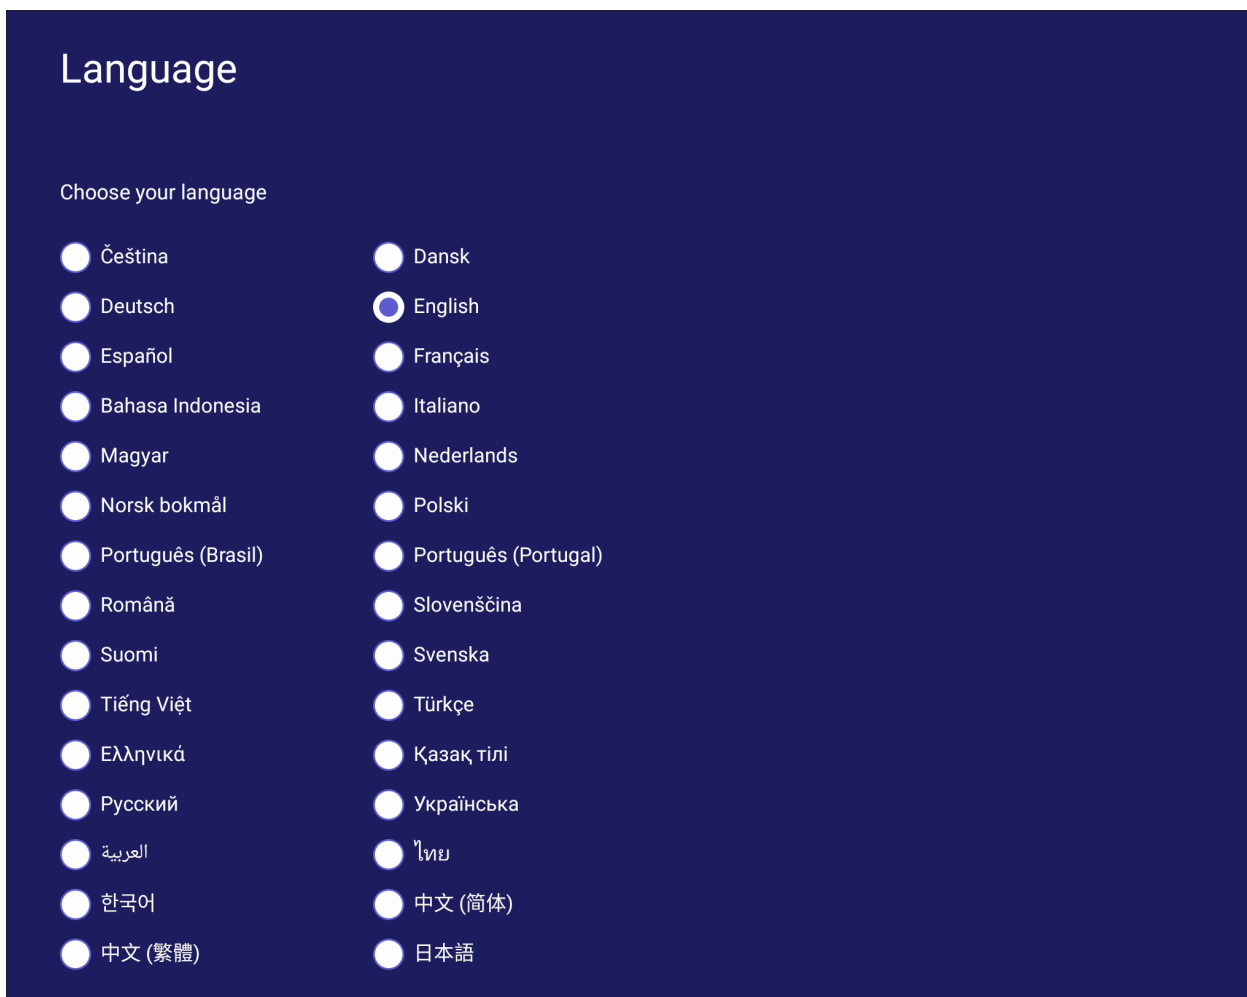 Language
Choose your language
Čeština
Dansk
Deutsch
English
Español
Français
Bahasa Indonesia
Italiano
Magyar
Nederlands
Norsk bokmål
Polski
Português (Brasil)
Português (Portugal)
Română
Slovenščina
Suomi
Svenska
Tiếng Việt
Türkçe
Ελληνικά
Қазақ тілі
Русский
Українська
العربية
ไทย
한국어
中文 (简体)
中文 (繁體)
日本語